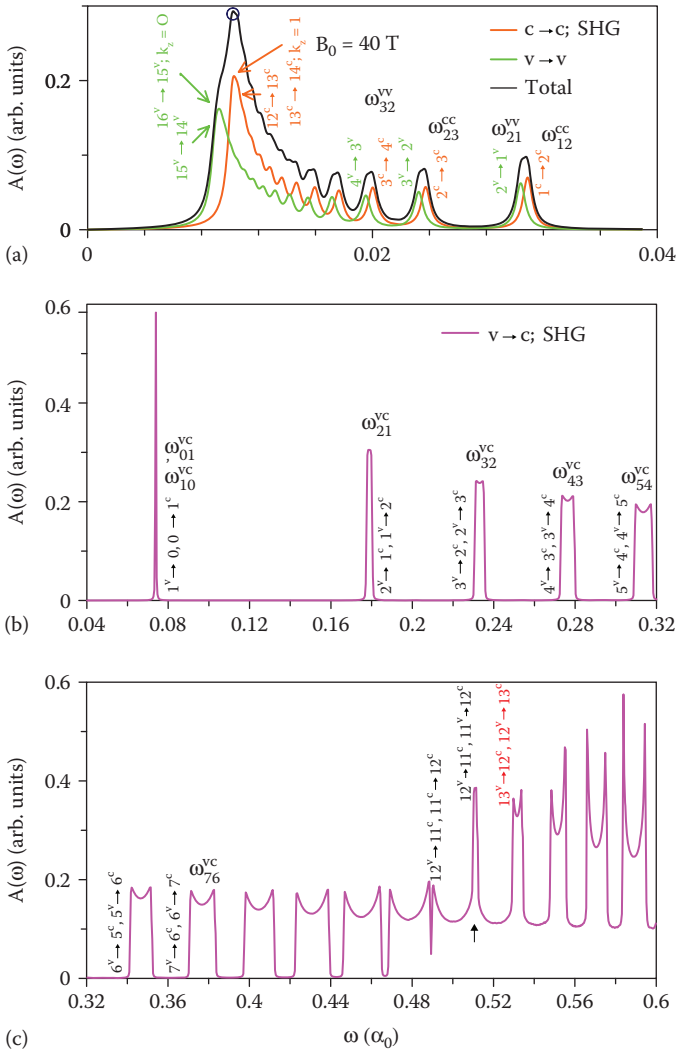 A(ω) (arb. units)
0.2
0
B₀ = 40 T
c→c; SHG
v→v
Total
16ᵛ→15ᵛ; k_z = O
15ᵛ→14ᵛ
12ᶜ→13ᶜ
13ᶜ→14ᶜ; k_z = 1
ω₃₂ᵛᵛ
4ᵛ→3ᵛ
3ᶜ→4ᶜ
ω₂₃ᶜᶜ
3ᵛ→2ᵛ
2ᶜ→3ᶜ
ω₂₁ᵛᵛ
ω₁₂ᶜᶜ
2ᵛ→1ᵛ
1ᶜ→2ᶜ
(a)
0 0.02 0.04
A(ω) (arb. units)
0.6
0.4
0.2
0
v→c; SHG
ω₀₁ᵛᶜ,
ω₁₀ᵛᶜ
1ᵛ→0, 0→1ᶜ
ω₂₁ᵛᶜ
2ᵛ→1ᶜ, 1ᵛ→2ᶜ
ω₃₂ᵛᶜ
3ᵛ→2ᶜ, 2ᵛ→3ᶜ
ω₄₃ᵛᶜ
4ᵛ→3ᶜ, 3ᵛ→4ᶜ
ω₅₄ᵛᶜ
5ᵛ→4ᶜ, 4ᵛ→5ᶜ
(b)
0.04 0.08 0.12 0.16 0.2 0.24 0.28 0.32
A(ω) (arb. units)
0.6
0.4
0.2
0
6ᵛ→5ᶜ, 5ᵛ→6ᶜ
7ᵛ→6ᶜ, 6ᵛ→7ᶜ
ω₇₆ᵛᶜ
12ᵛ→11ᶜ, 11ᶜ→12ᶜ
12ᵛ→11ᶜ, 11ᵛ→12ᶜ
13ᵛ→12ᶜ, 12ᵛ→13ᶜ
0.32 0.36 0.4 0.44 0.48 0.52 0.56 0.6
(c)
ω (α₀)